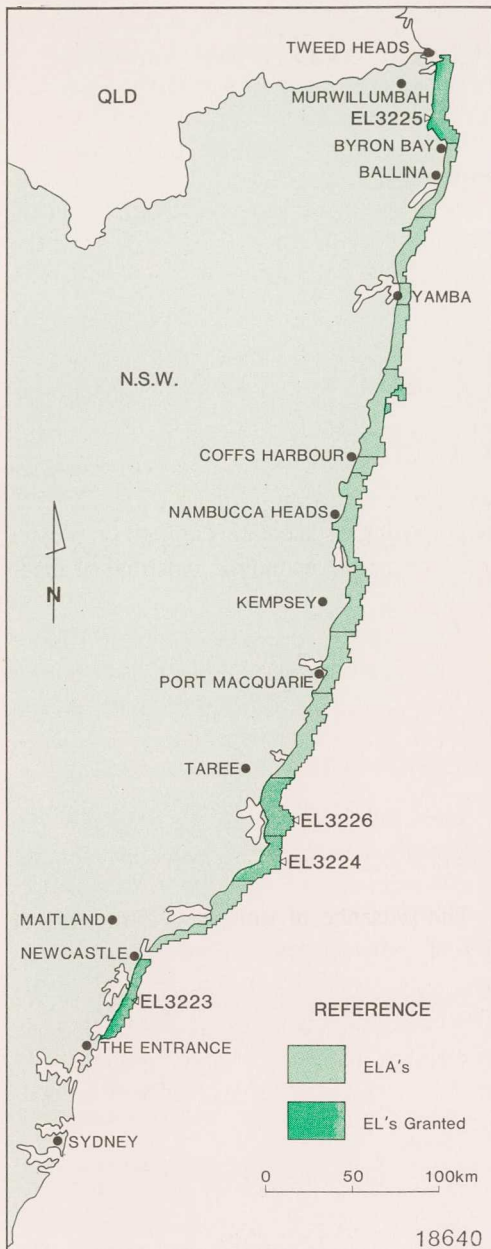 TWEED HEADS
QLD
MURWILLUMBAH
EL3225
BYRON BAY
BALLINA
YAMBA
N.S.W.
COFFS HARBOUR
NAMBUCCA HEADS
N
KEMPSEY
PORT MACQUARIE
TAREE
EL3226
EL3224
MAITLAND
NEWCASTLE
EL3223
REFERENCE
THE ENTRANCE
ELA's
EL's Granted
SYDNEY
0 50 100km
18640